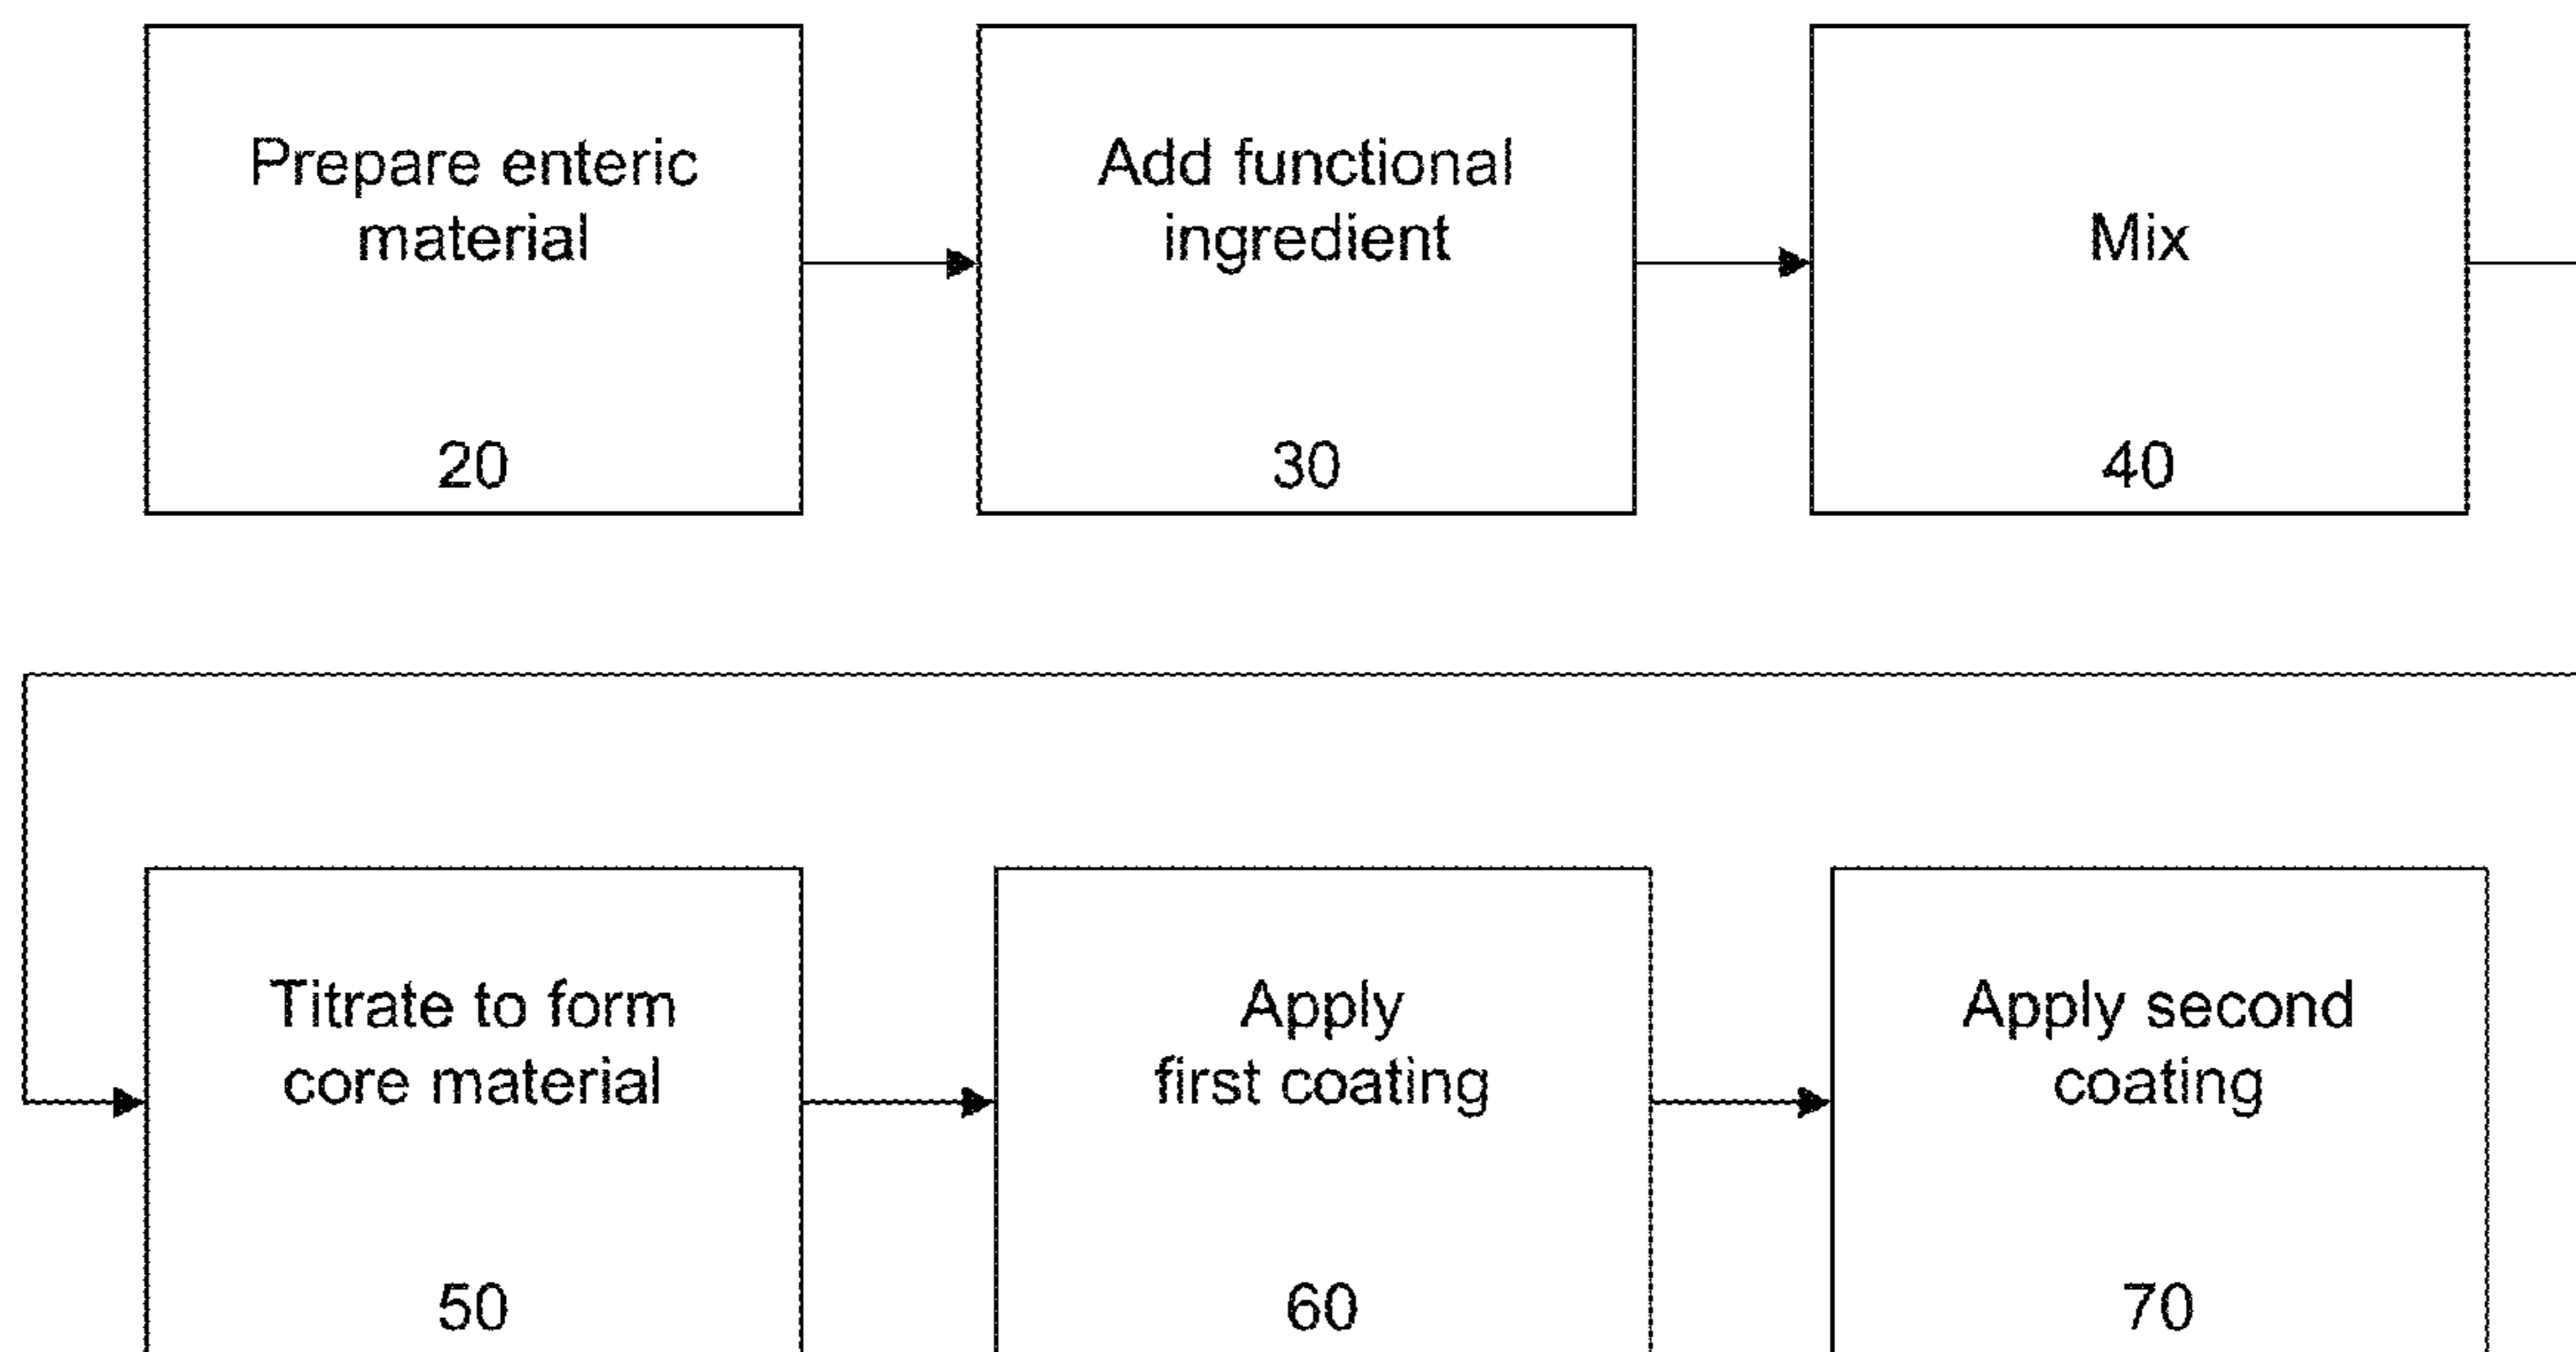 Prepare enteric
material
20
Add functional
ingredient
30
Mix
40
Titrate to form
core material
50
Apply
first coating
60
Apply second
coating
70